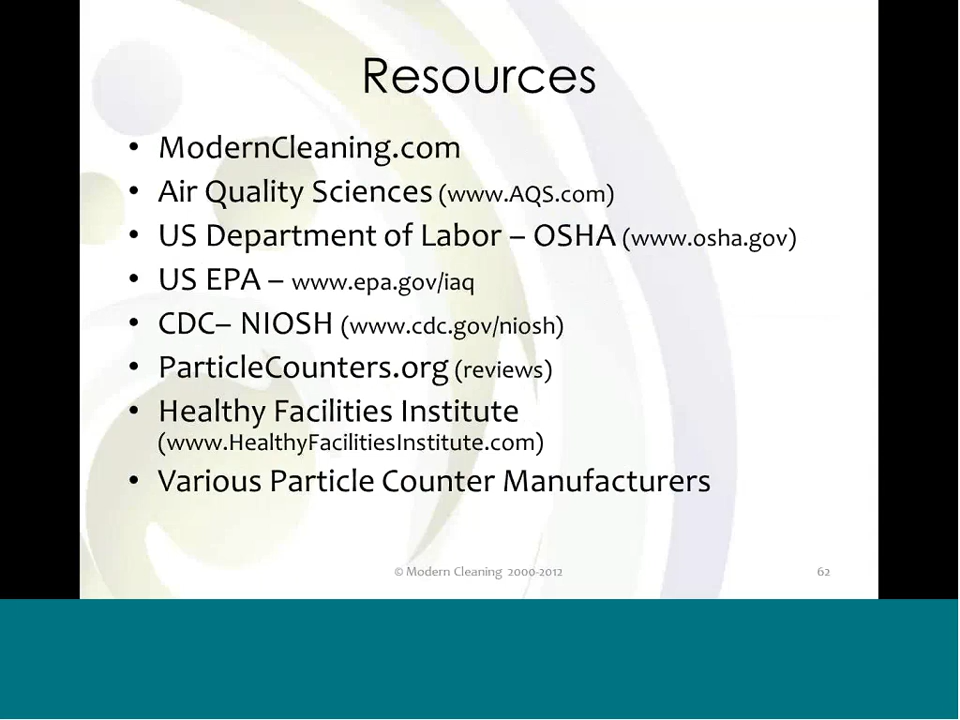 Resources
• ModernCleaning.com
• Air Quality Sciences (www.AQS.com)
• US Department of Labor – OSHA (www.osha.gov)
• US EPA – www.epa.gov/iaq
• CDC– NIOSH (www.cdc.gov/niosh)
• ParticleCounters.org (reviews)
• Healthy Facilities Institute
(www.HealthyFacilitiesInstitute.com)
• Various Particle Counter Manufacturers
© Modern Cleaning 2000-2012
62